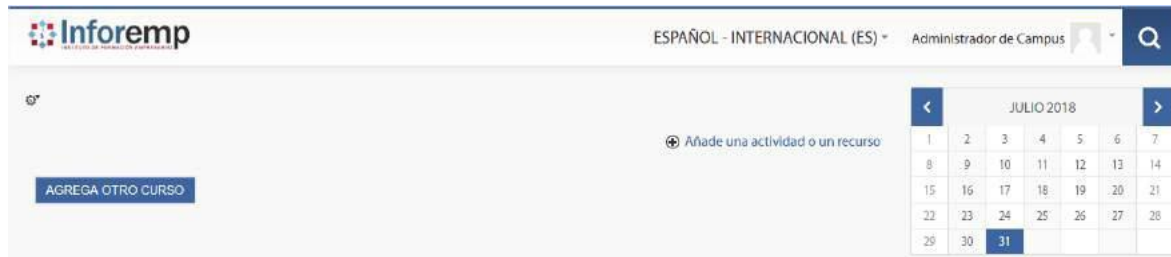 Inforemp
INSTITUTO DE FORMACIÓN EMPRESARIAL
ESPAÑOL - INTERNACIONAL (ES)
Administrador de Campus
Añade una actividad o un recurso
AGREGA OTRO CURSO
JULIO 2018
1 2 3 4 5 6 7
8 9 10 11 12 13 14
15 16 17 18 19 20 21
22 23 24 25 26 27 28
29 30 31